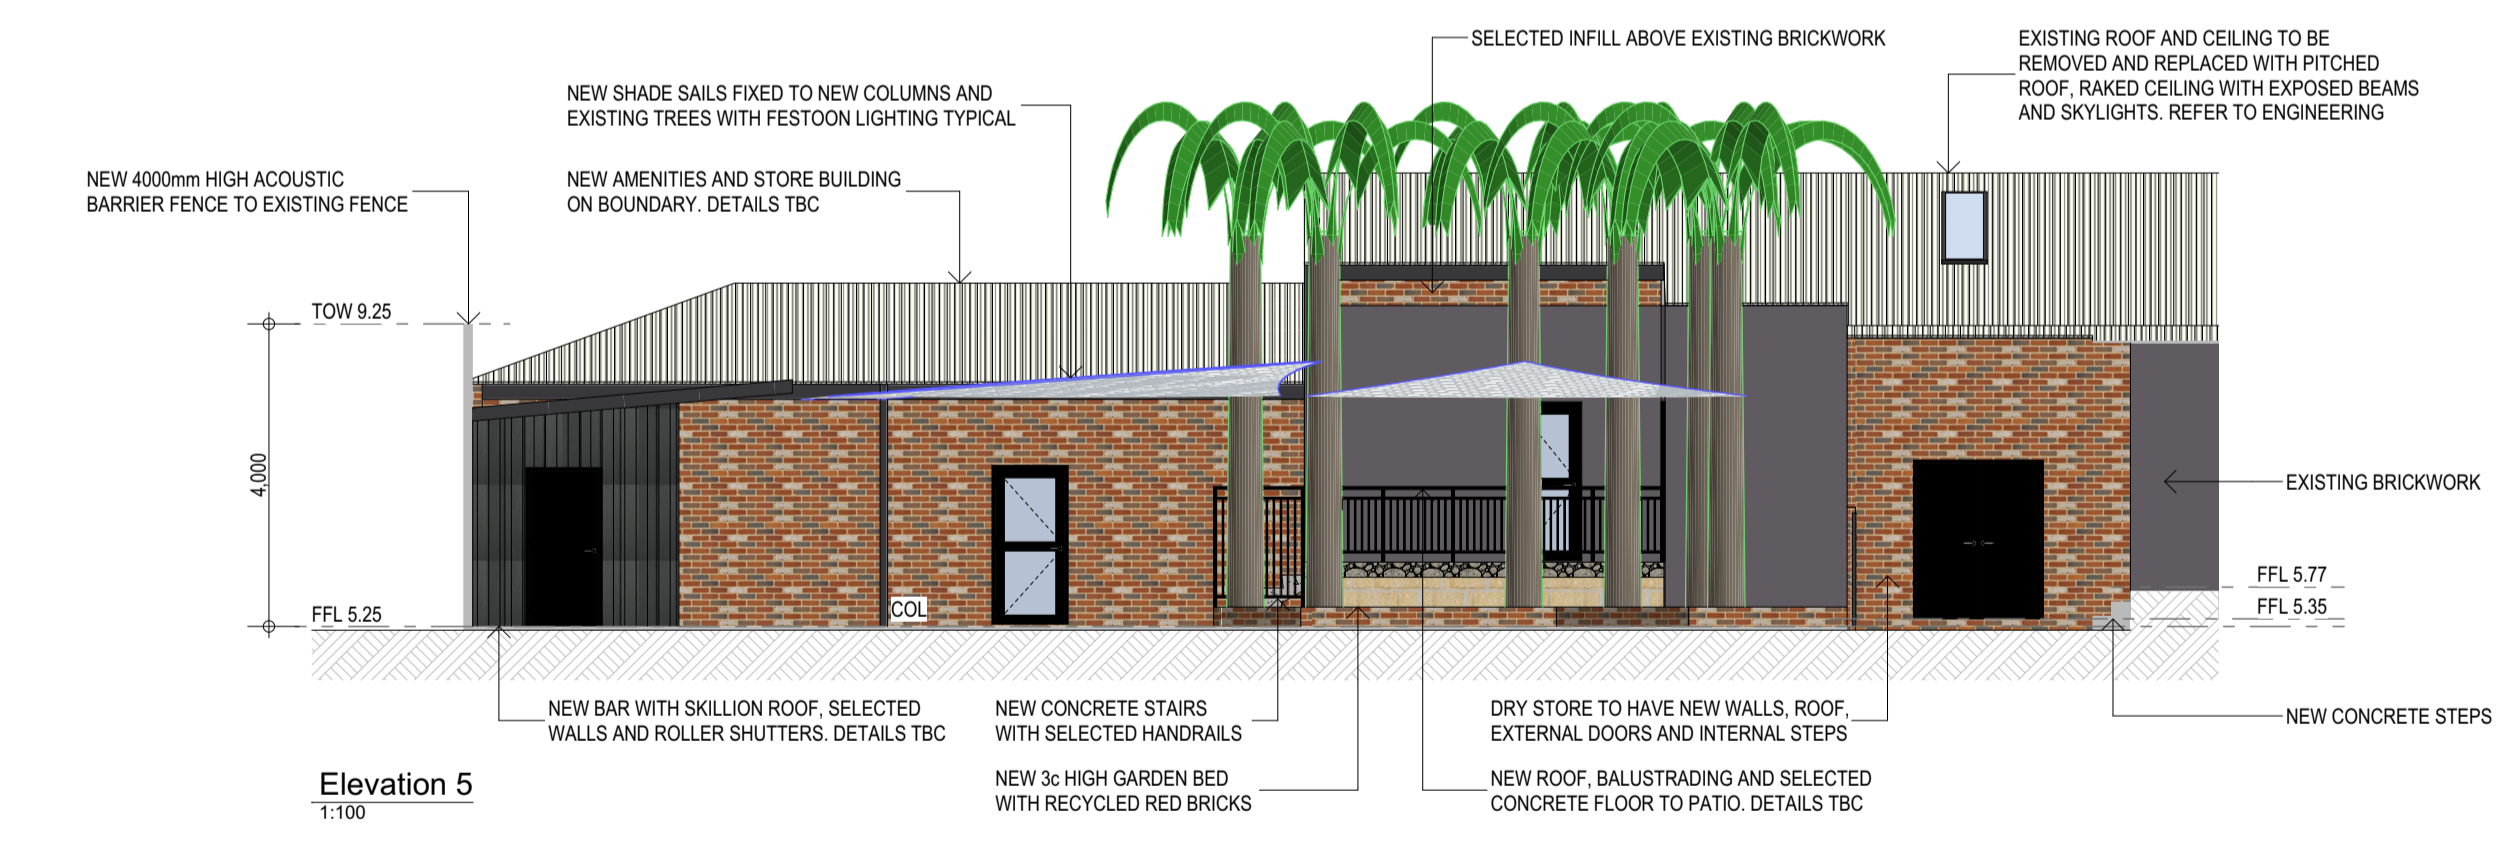 SELECTED INFILL ABOVE EXISTING BRICKWORK
EXISTING ROOF AND CEILING TO BE
REMOVED AND REPLACED WITH PITCHED
ROOF, RAKED CEILING WITH EXPOSED BEAMS
AND SKYLIGHTS. REFER TO ENGINEERING
NEW SHADE SAILS FIXED TO NEW COLUMNS AND
EXISTING TREES WITH FESTOON LIGHTING TYPICAL
NEW 4000mm HIGH ACOUSTIC
BARRIER FENCE TO EXISTING FENCE
NEW AMENITIES AND STORE BUILDING
ON BOUNDARY. DETAILS TBC
TOW 9.25
4,000
EXISTING BRICKWORK
FFL 5.25
COL
FFL 5.77
FFL 5.35
NEW BAR WITH SKILLION ROOF, SELECTED
WALLS AND ROLLER SHUTTERS. DETAILS TBC
NEW CONCRETE STAIRS
WITH SELECTED HANDRAILS
DRY STORE TO HAVE NEW WALLS, ROOF,
EXTERNAL DOORS AND INTERNAL STEPS
NEW CONCRETE STEPS
NEW 3c HIGH GARDEN BED
WITH RECYCLED RED BRICKS
NEW ROOF, BALUSTRADING AND SELECTED
CONCRETE FLOOR TO PATIO. DETAILS TBC
Elevation 5
1:100